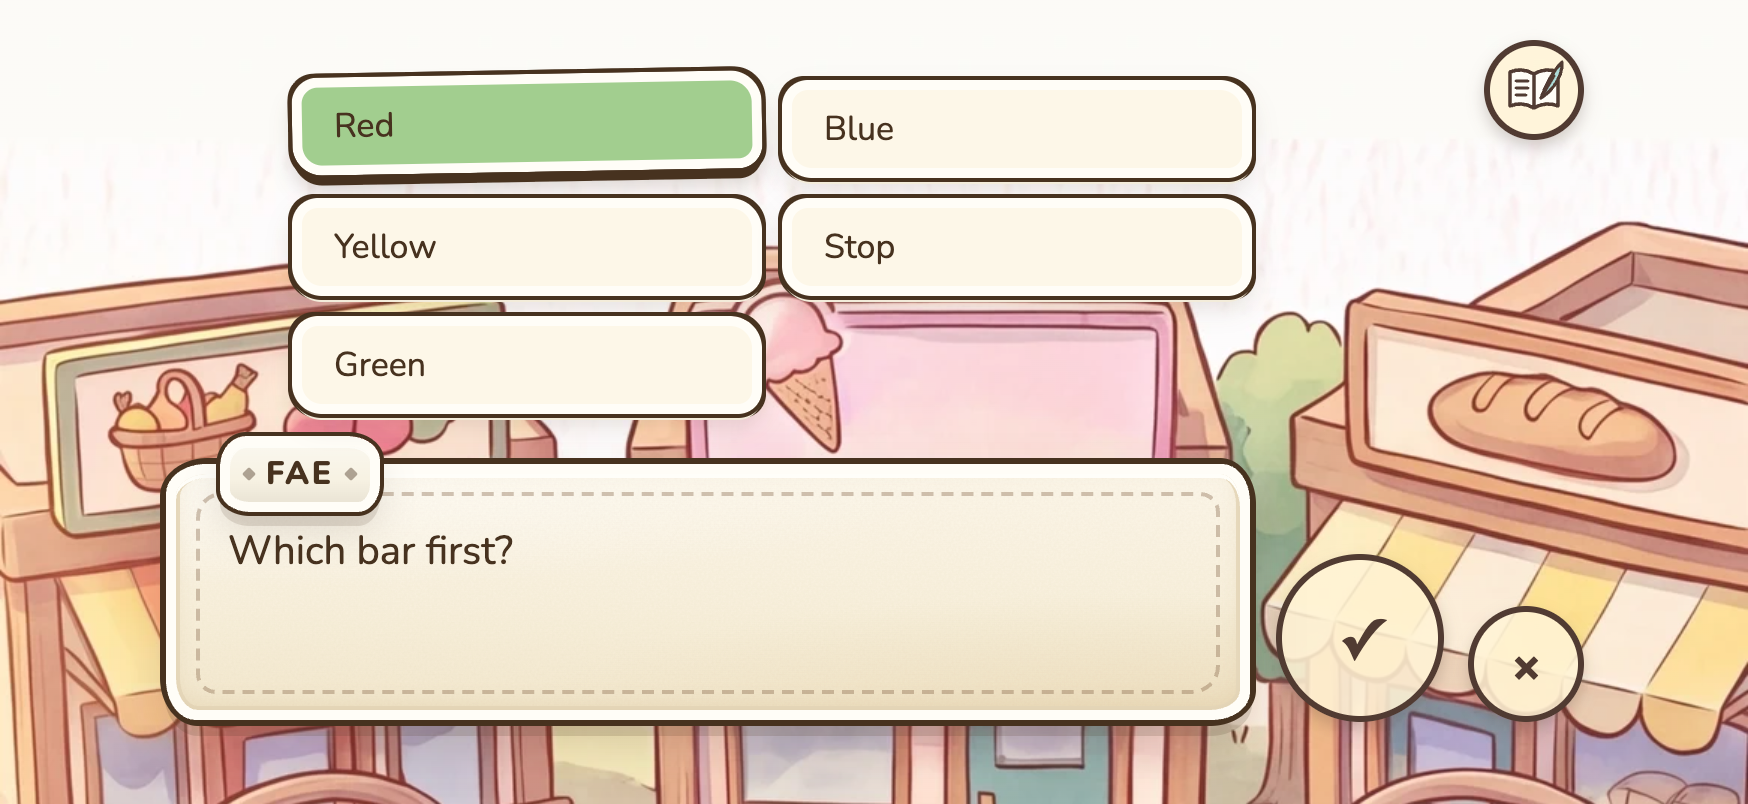 Red
Blue
Yellow
Stop
Green
FAE
Which bar first?